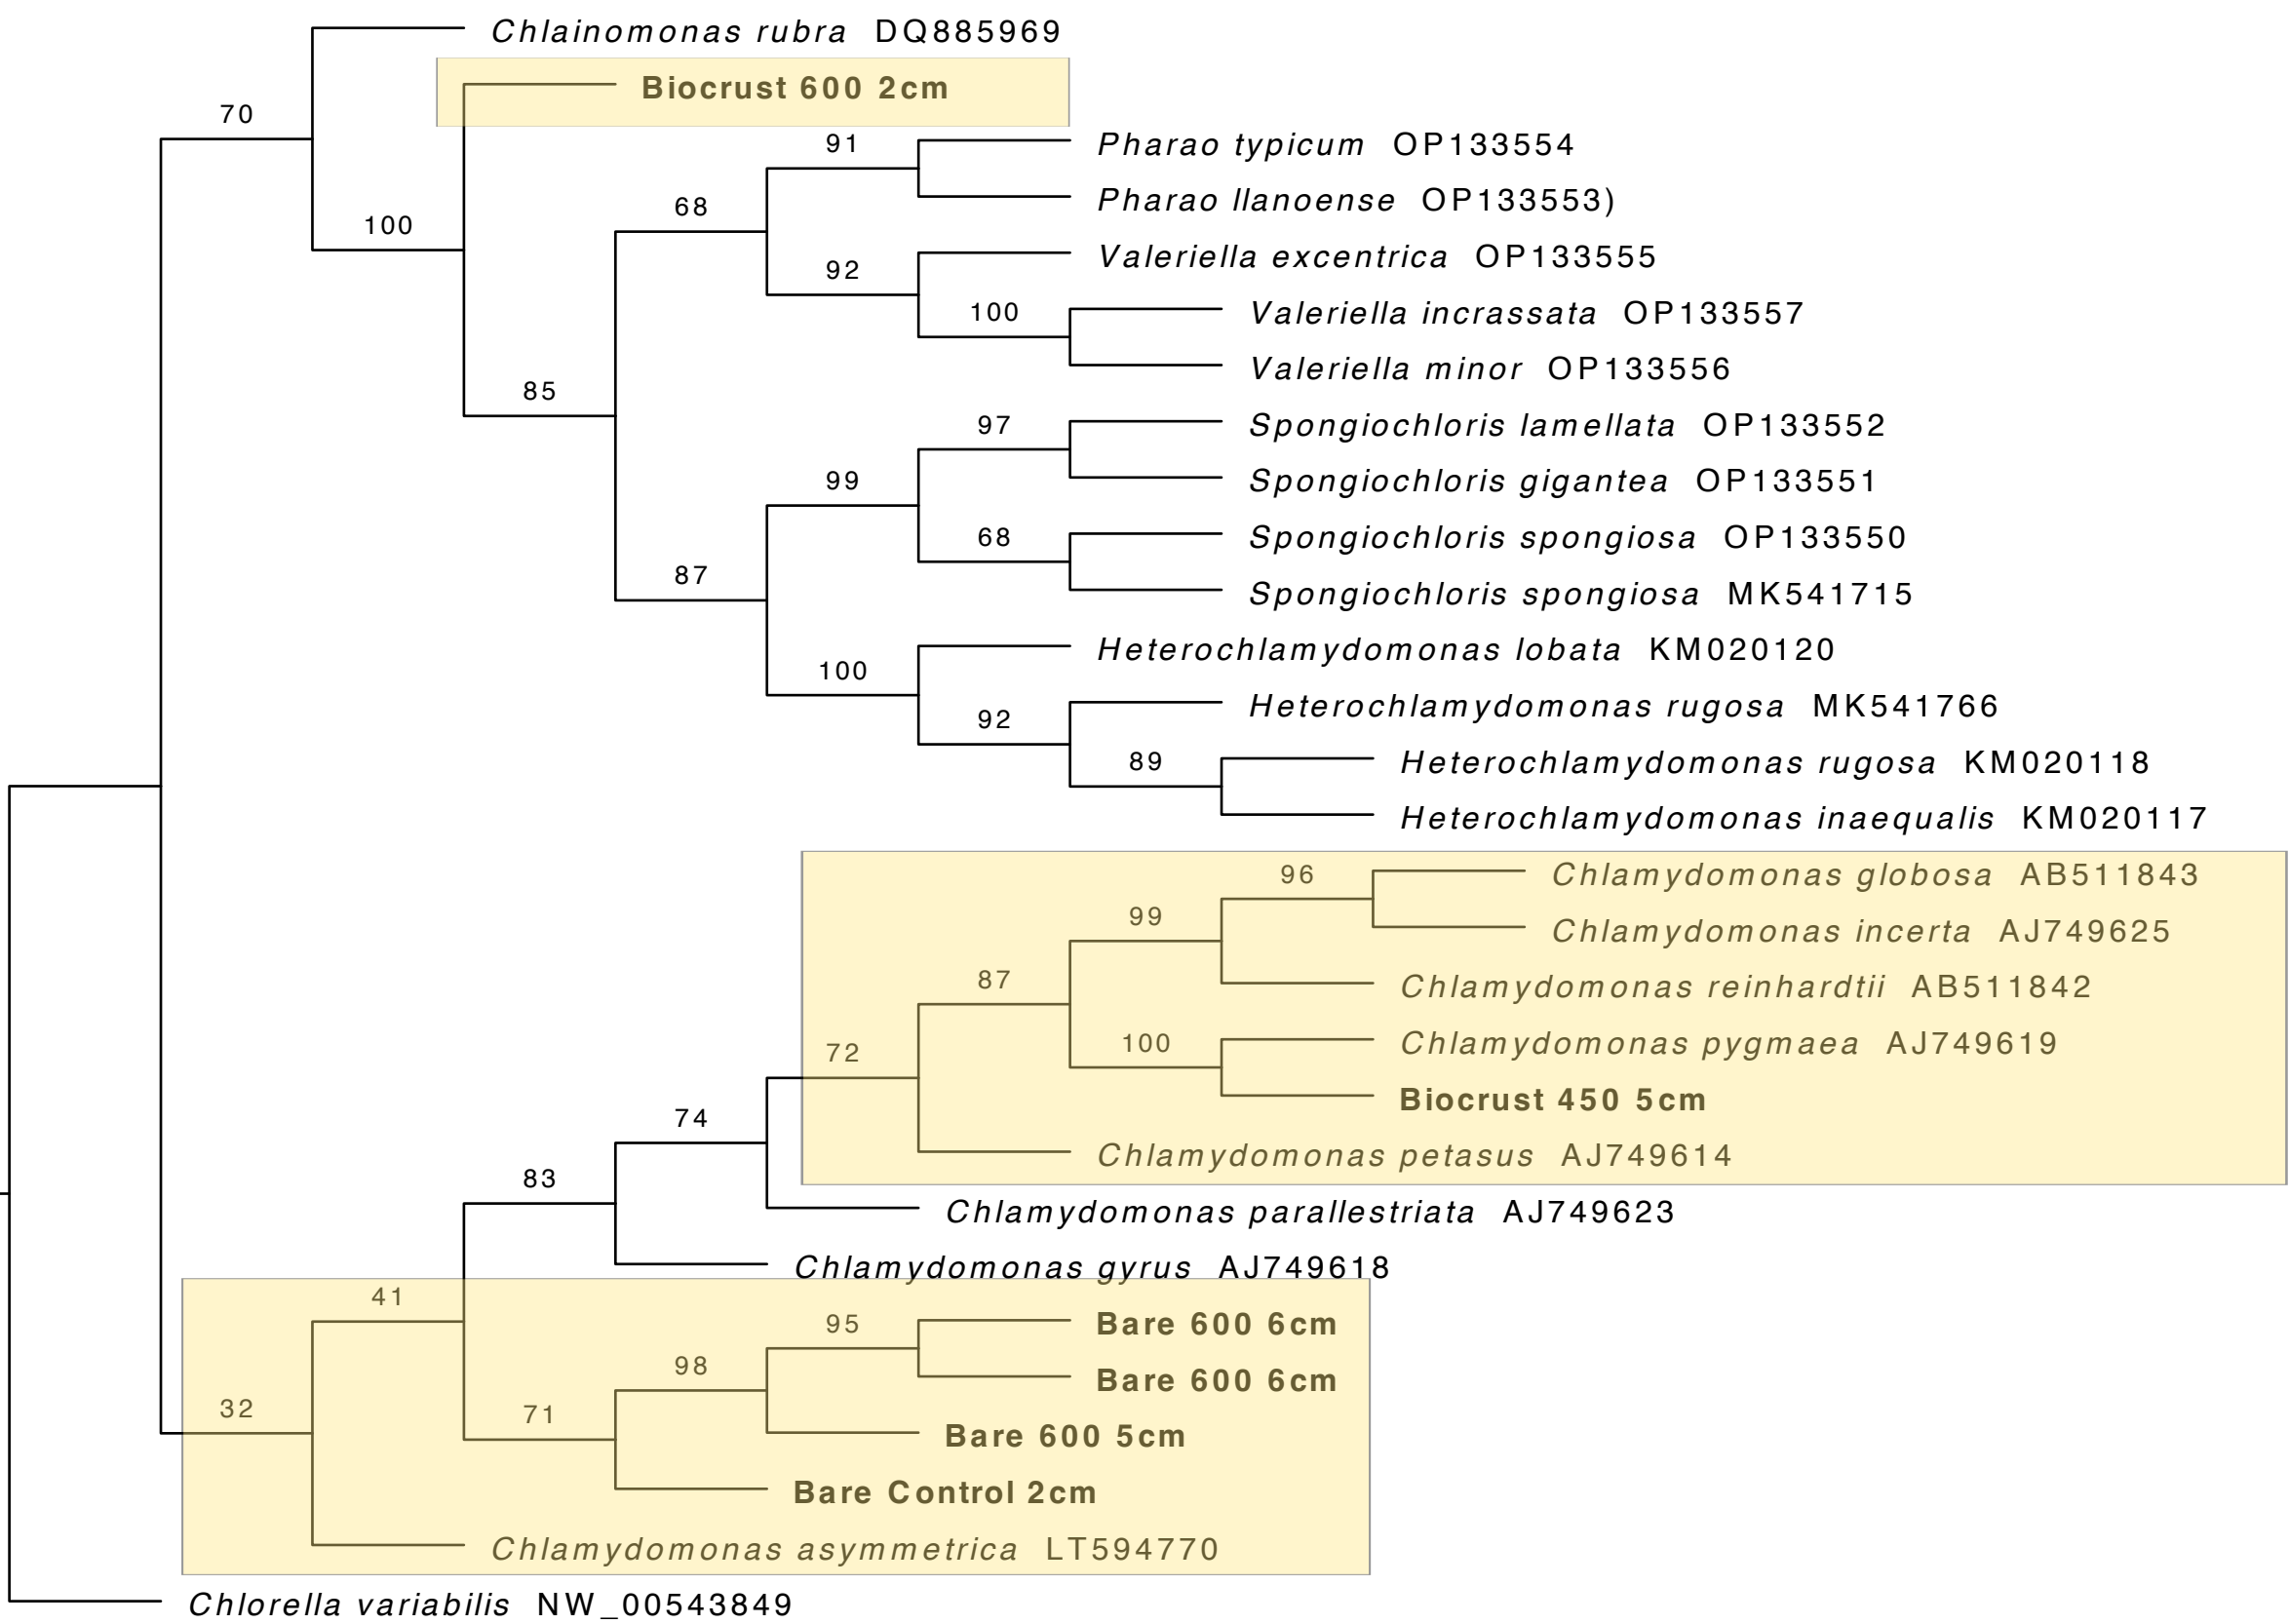 Chlainomonas rubra DQ885969
Biocrust 600 2cm
70
91
Pharao typicum OP133554
Pharao llanoense OP133553)
68
100
Valeriella excentrica OP133555
92
100
Valeriella incrassata OP133557
Valeriella minor OP133556
85
97
Spongiochloris lamellata OP133552
Spongiochloris gigantea OP133551
99
68
Spongiochloris spongiosa OP133550
87
Spongiochloris spongiosa MK541715
Heterochlamydomonas lobata KM020120
100
92
Heterochlamydomonas rugosa MK541766
89
Heterochlamydomonas rugosa KM020118
Heterochlamydomonas inaequalis KM020117
96
Chlamydomonas globosa AB511843
99
Chlamydomonas incerta AJ749625
87
Chlamydomonas reinhardtii AB511842
72
100
Chlamydomonas pygmaea AJ749619
Biocrust 450 5cm
74
Chlamydomonas petasus AJ749614
83
Chlamydomonas parallestriata AJ749623
Chlamydomonas gyrus AJ749618
41
95
Bare 600 6cm
98
Bare 600 6cm
32
71
Bare 600 5cm
Bare Control 2cm
Chlamydomonas asymmetrica LT594770
Chlorella variabilis NW_00543849